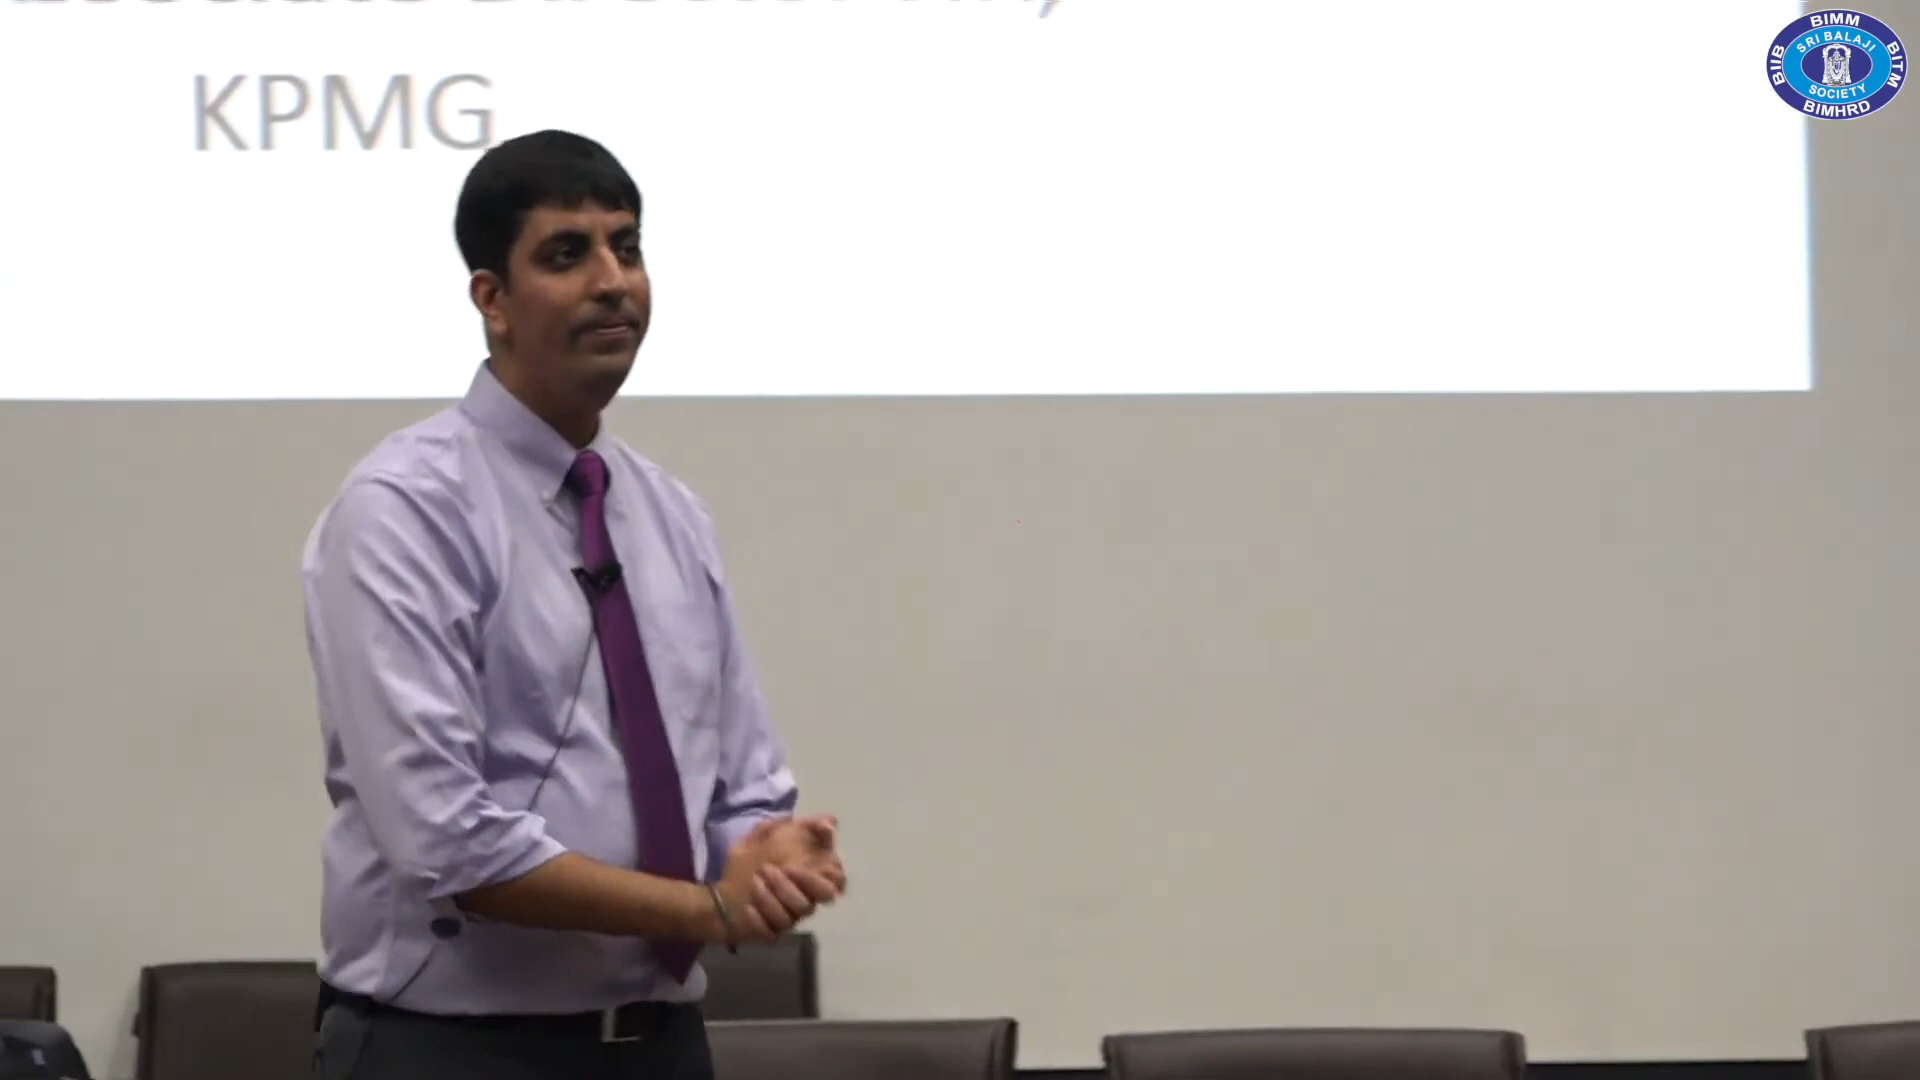 KPMG
BIMM
BIIB
SRI BALAJI
SOCIETY
BITM
BIMHRD